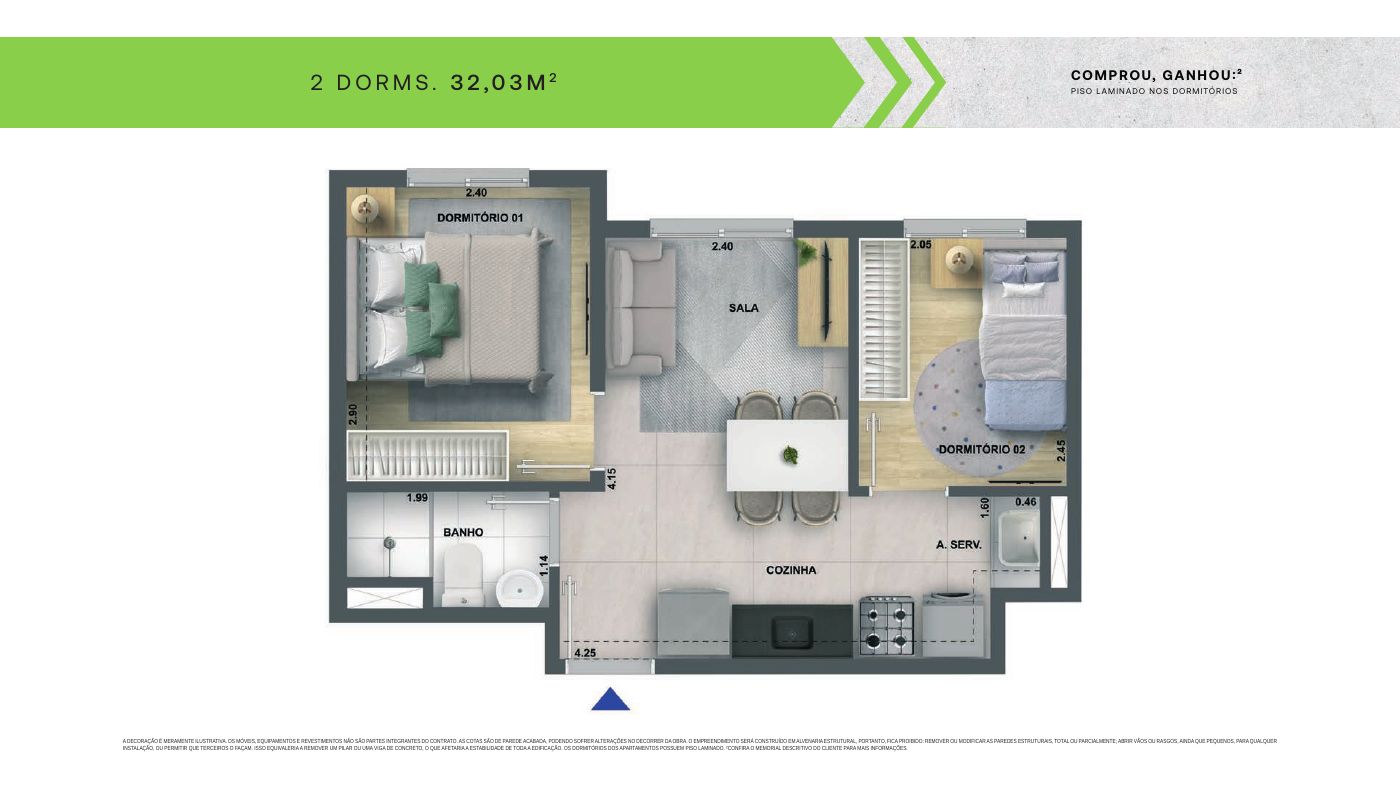 2 DORMS. 32,03M²
COMPROU, GANHOU:²
PISO LAMINADO NOS DORMITÓRIOS
2.40
DORMITÓRIO 01
2.40
2.05
SALA
2.90
DORMITÓRIO 02
2.45
4.15
1.99
1.60
0.46
BANHO
A. SERV.
1.14
COZINHA
4.25
A DECORAÇÃO É MERAMENTE ILUSTRATIVA. OS MÓVEIS, EQUIPAMENTOS E REVESTIMENTOS NÃO SÃO PARTES INTEGRANTES DO CONTRATO. AS COTAS SÃO DE PAREDE ACABADA, PODENDO SOFRER ALTERAÇÕES NO DECORRER DA OBRA. O EMPREENDIMENTO SERÁ CONSTRUÍDO EM ALVENARIA ESTRUTURAL, PORTANTO, FICA PROIBIDO: REMOVER OU MODIFICAR AS PAREDES ESTRUTURAIS, TOTAL OU PARCIALMENTE; ABRIR VÃOS OU RASGOS, AINDA QUE PEQUENOS, PARA QUALQUER
INSTALAÇÃO, OU PERMITIR QUE TERCEIROS O FAÇAM. ISSO EQUIVALERIA A REMOVER UM PILAR OU UMA VIGA DE CONCRETO, O QUE AFETARIA A ESTABILIDADE DE TODA A EDIFICAÇÃO. OS DORMITÓRIOS DOS APARTAMENTOS POSSUEM PISO LAMINADO. ²CONFIRA O MEMORIAL DESCRITIVO DO CLIENTE PARA MAIS INFORMAÇÕES.